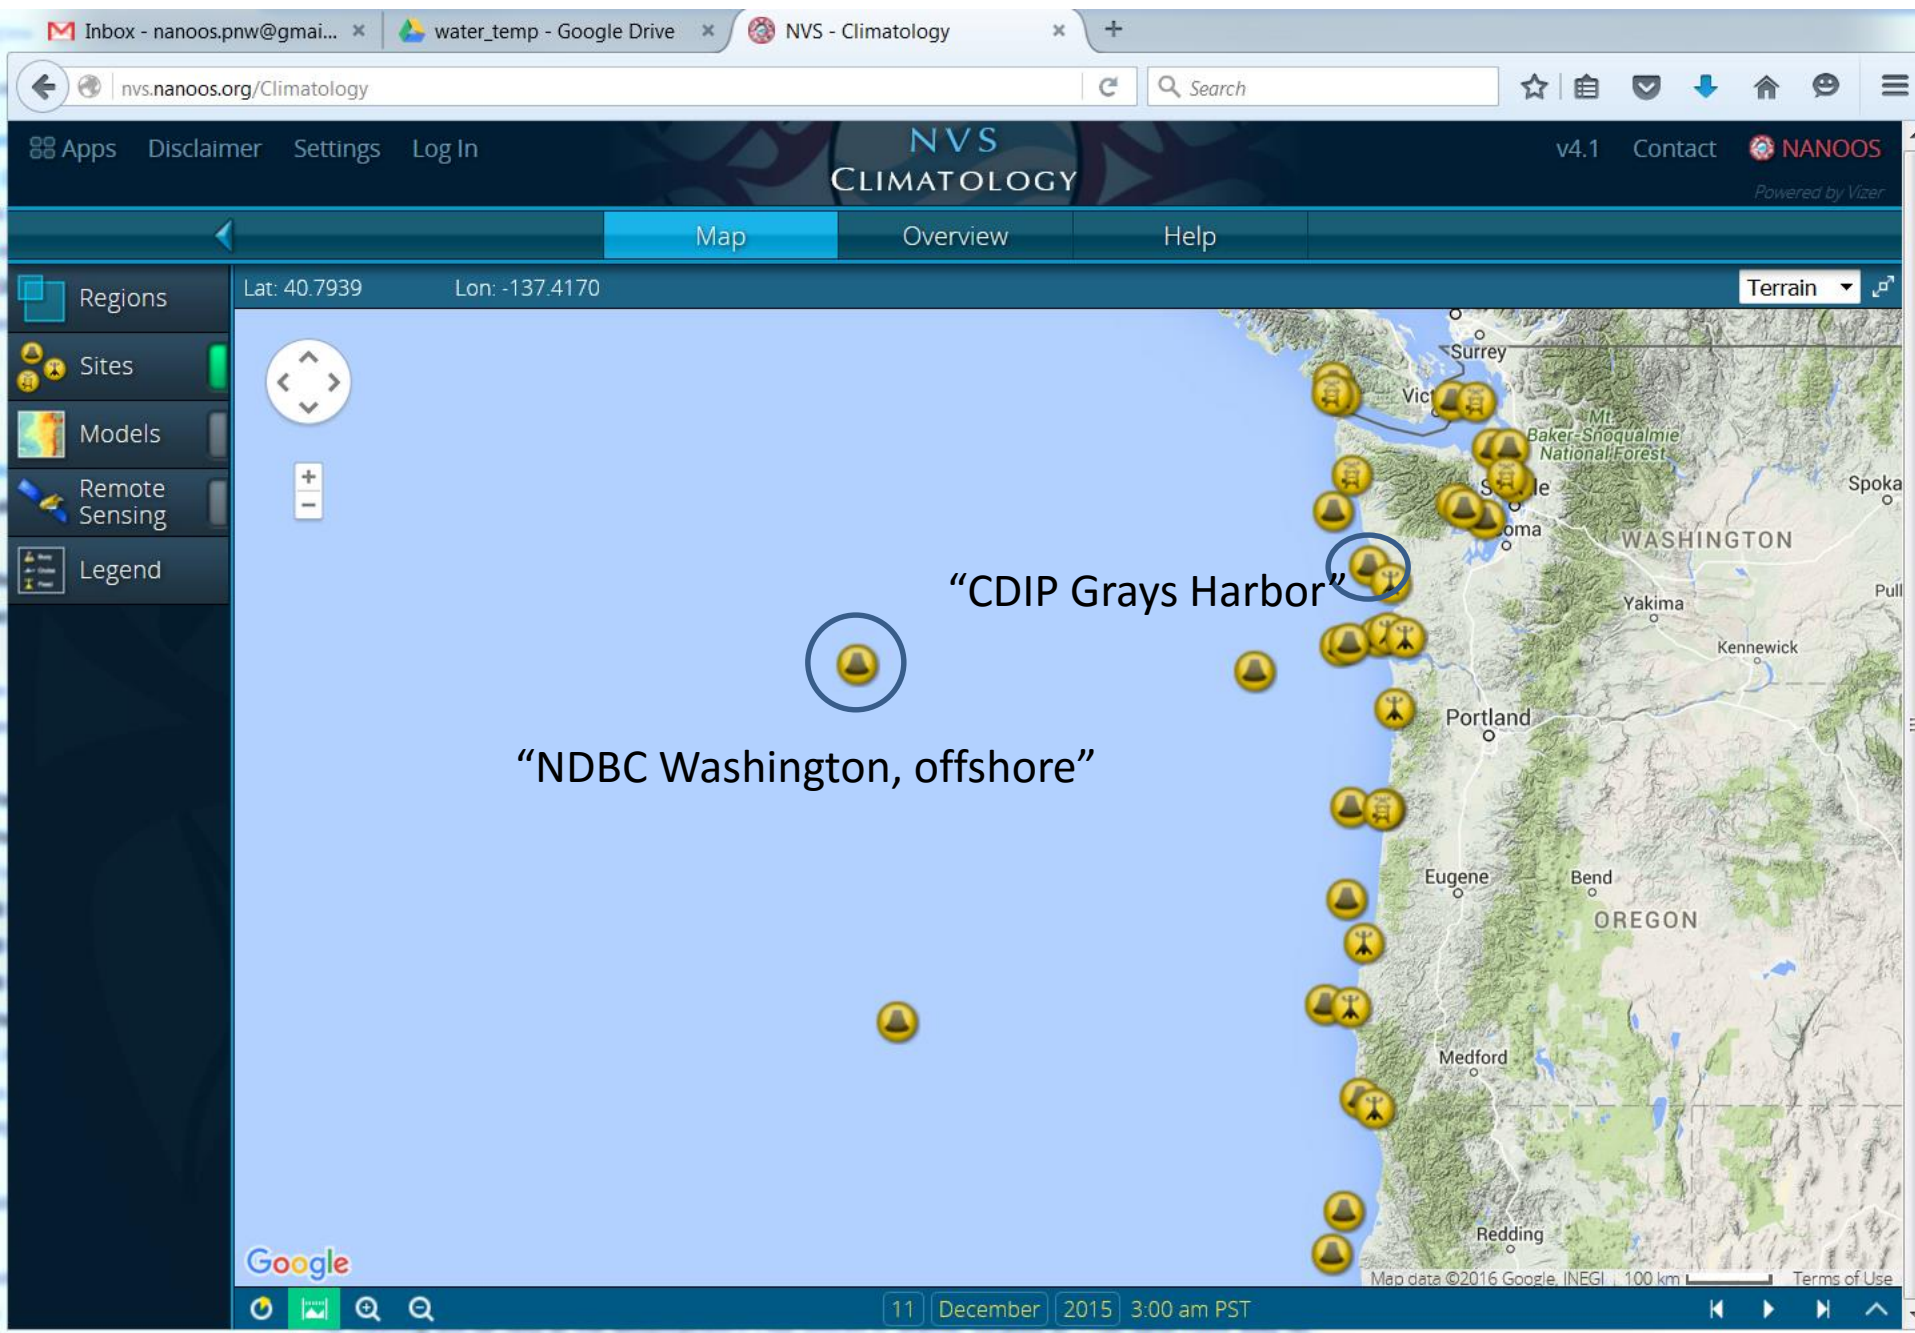 Inbox - nanoos.pnw@gmai... ×
water_temp - Google Drive ×
NVS - Climatology ×
+
nvs.nanoos.org/Climatology
Search
Apps Disclaimer Settings Log In
NVS
CLIMATOLOGY
v4.1 Contact NANOOS
Powered by Vizer
Map Overview Help
Regions
Sites
Models
Remote
Sensing
Legend
Lat: 40.7939 Lon: -137.4170
Terrain
+
−
Surrey
Vict
Mt.
Baker-Snoqualmie
National Forest
Spoka
S le
oma
WASHINGTON
“CDIP Grays Harbor”
Yakima
Pull
Kennewick
Portland
“NDBC Washington, offshore”
Eugene
Bend
OREGON
Medford
Redding
Google
Map data ©2016 Google, INEGI 100 km Terms of Use
11 December 2015 3:00 am PST